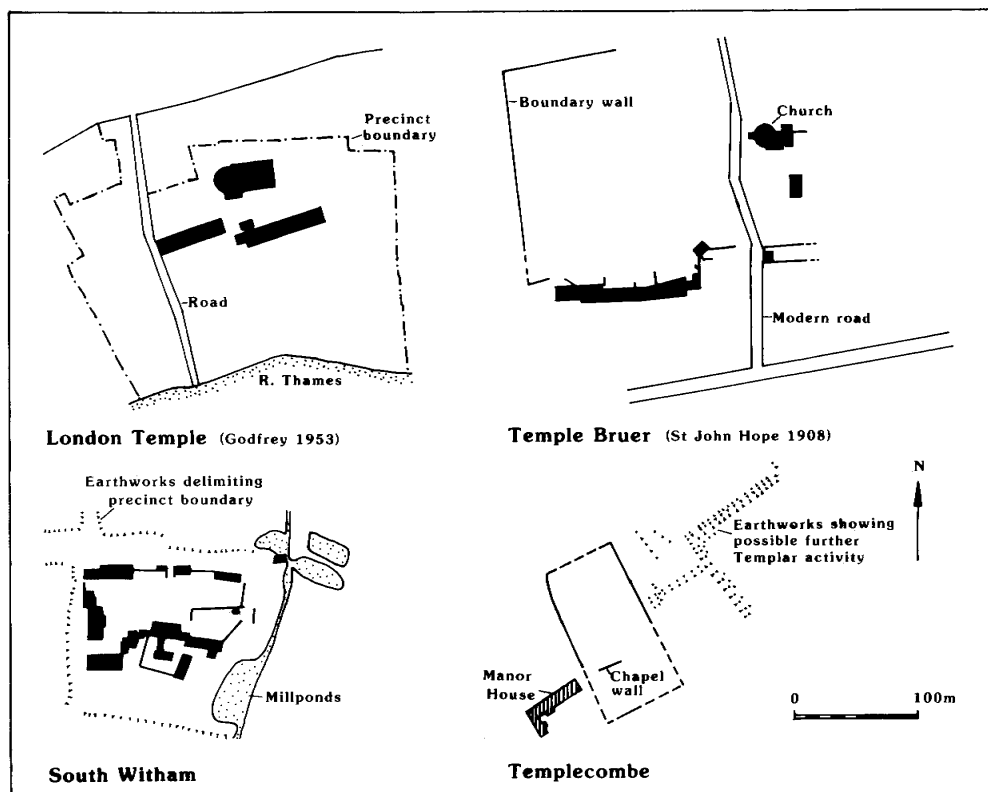 Precinct
boundary
Road
R. Thames
London Temple (Godfrey 1953)
Boundary wall
Church
Modern road
Temple Bruer (St John Hope 1908)
Earthworks delimiting
precinct boundary
Millponds
South Witham
N
Earthworks showing
possible further
Templar activity
Manor
House
Chapel
wall
0 100m
Templecombe